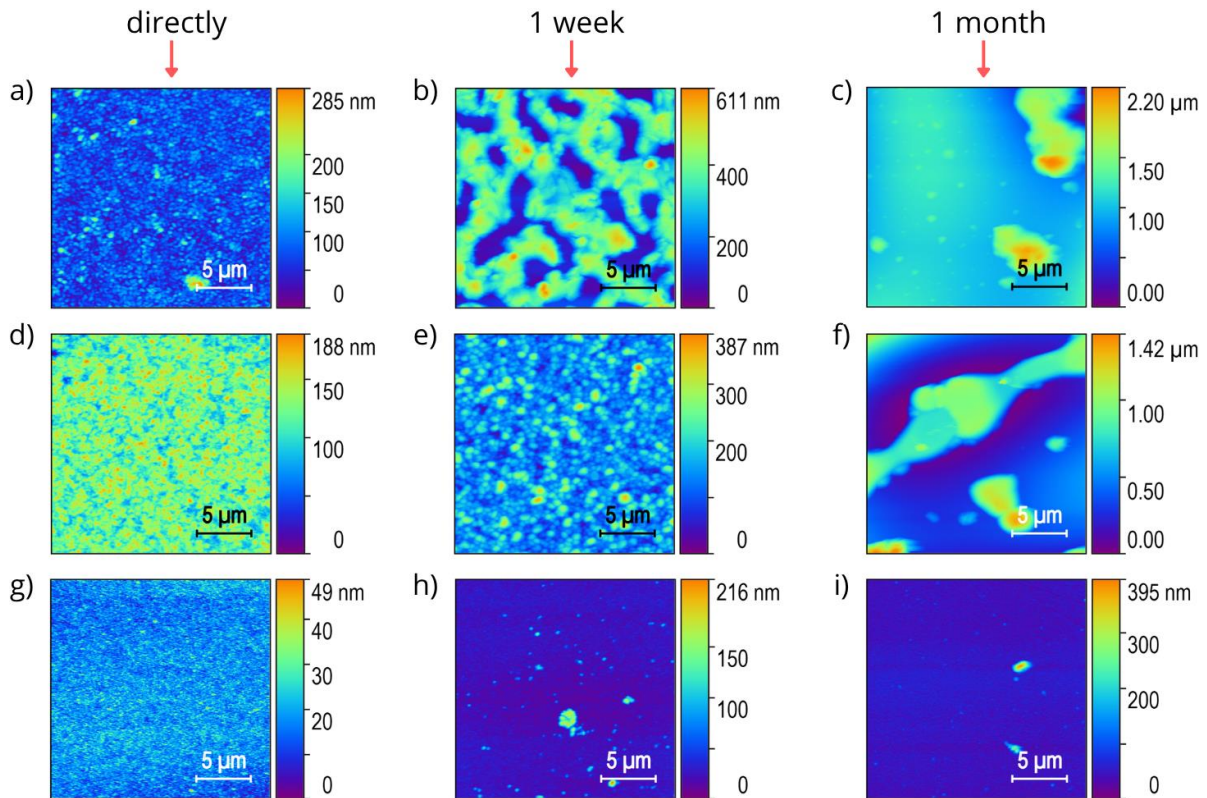 directly
1 week
1 month
a)
285 nm
200
150
100
0
5 µm
b)
611 nm
400
200
0
5 µm
c)
2.20 µm
1.50
1.00
0.00
5 µm
d)
188 nm
150
100
0
5 µm
e)
387 nm
300
200
0
5 µm
f)
1.42 µm
1.00
0.50
0.00
5 µm
g)
49 nm
40
30
20
0
5 µm
h)
216 nm
150
100
0
5 µm
i)
395 nm
300
200
0
5 µm